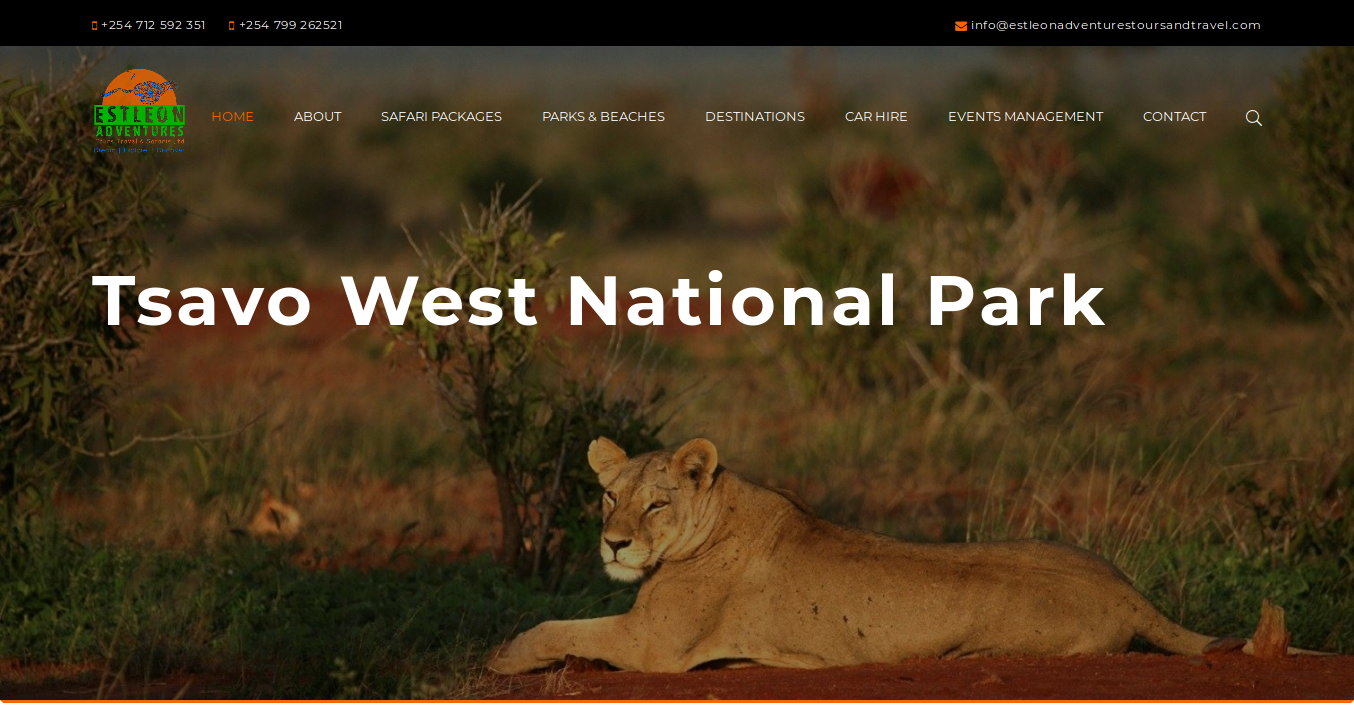 +254 712 592 351 +254 799 262521 info@estleonadventurestoursandtravel.com
ESTLEON
ADVENTURES
HOME ABOUT SAFARI PACKAGES PARKS & BEACHES DESTINATIONS CAR HIRE EVENTS MANAGEMENT CONTACT
Tsavo West National Park